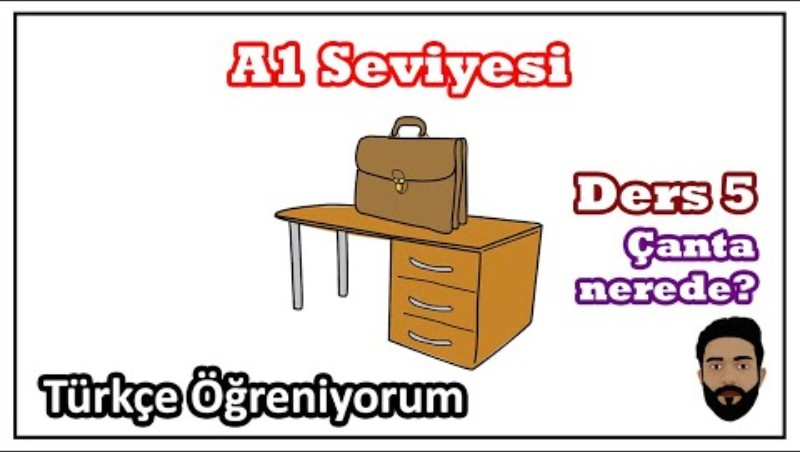 A1 Seviyesi
Ders 5
Çanta
nerede?
Türkçe Öğreniyorum